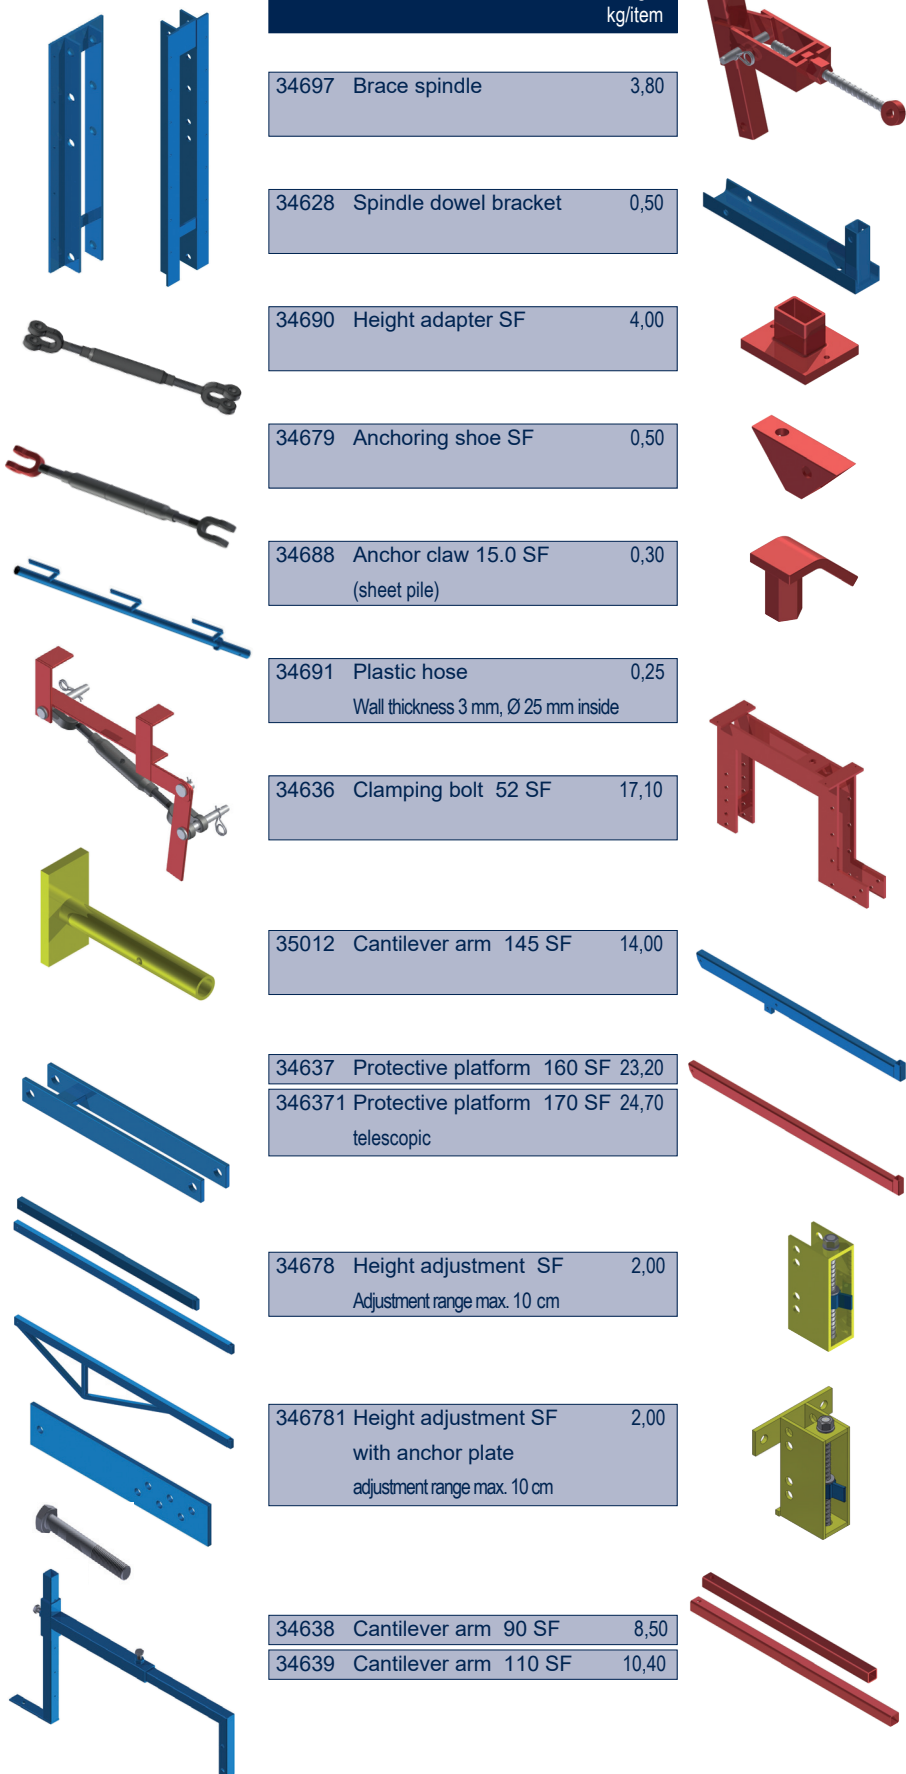 kg/item
34697 Brace spindle 3,80
34628 Spindle dowel bracket 0,50
34690 Height adapter SF 4,00
34679 Anchoring shoe SF 0,50
34688 Anchor claw 15.0 SF 0,30
(sheet pile)
34691 Plastic hose 0,25
Wall thickness 3 mm, Ø 25 mm inside
34636 Clamping bolt 52 SF 17,10
35012 Cantilever arm 145 SF 14,00
34637 Protective platform 160 SF 23,20
346371 Protective platform 170 SF 24,70
telescopic
34678 Height adjustment SF 2,00
Adjustment range max. 10 cm
346781 Height adjustment SF 2,00
with anchor plate
adjustment range max. 10 cm
34638 Cantilever arm 90 SF 8,50
34639 Cantilever arm 110 SF 10,40